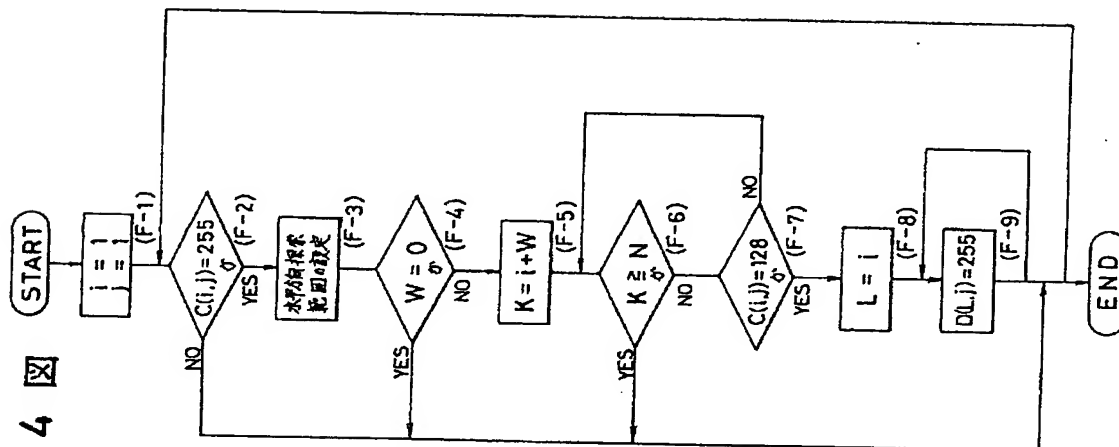 4 図
START
i = 1
j = 1
(F-1)
C(i,j)=255
か
(F-2)
NO
YES
水平方向探索
範囲の設定
(F-3)
W = 0
か
(F-4)
YES
NO
K = i+W
(F-5)
K ≧ N
か
(F-6)
YES
NO
C(i,j)=128
か
(F-7)
NO
YES
L = i
(F-8)
D(L,j)=255
(F-9)
END